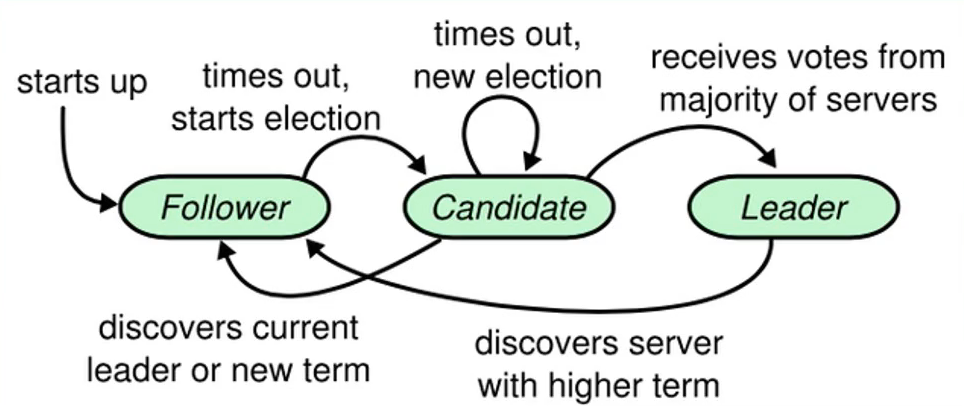 starts up
times out,
starts election
times out,
new election
receives votes from
majority of servers
Follower
Candidate
Leader
discovers current
leader or new term
discovers server
with higher term